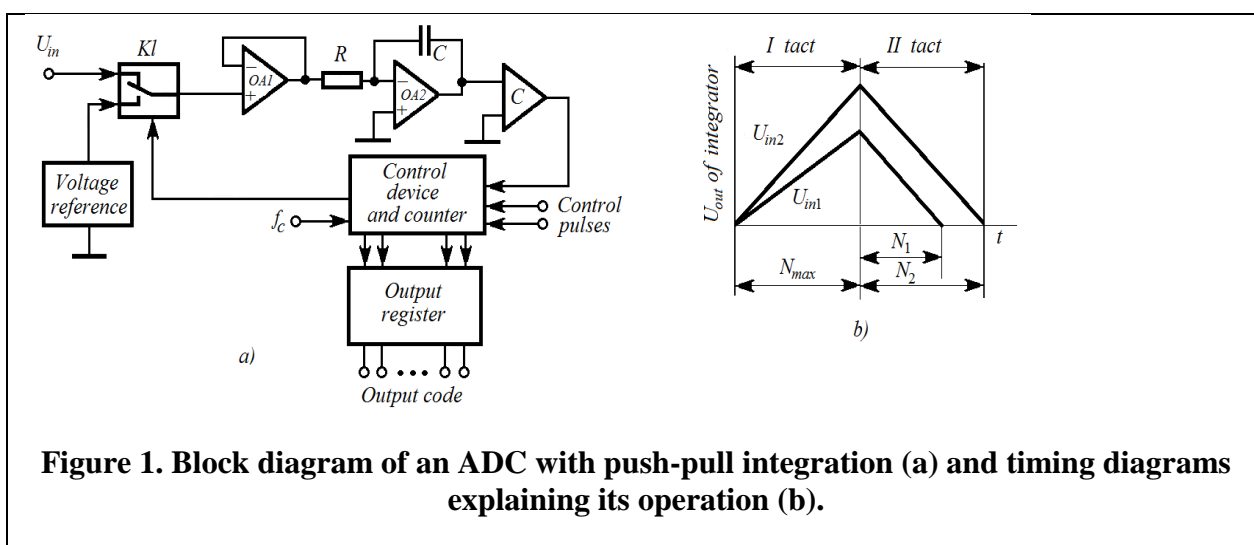 U_in
Kl
OA1
R
C
OA2
C
Voltage
reference
f_c
Control
device
and counter
Control
pulses
Output
register
a)
Output code
I tact
II tact
U_out of integrator
U_in2
U_in1
N_1
t
N_max
N_2
b)
Figure 1. Block diagram of an ADC with push-pull integration (a) and timing diagrams
explaining its operation (b).